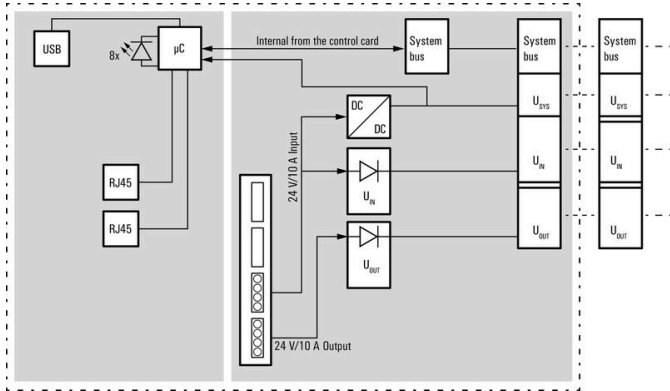 USB
8x
µC
Internal from the control card
System
bus
System
bus
System
bus
DC
DC
U_SYS
U_SYS
24 V/10 A Input
U_IN
U_IN
U_IN
RJ45
RJ45
U_OUT
U_OUT
U_OUT
24 V/10 A Output